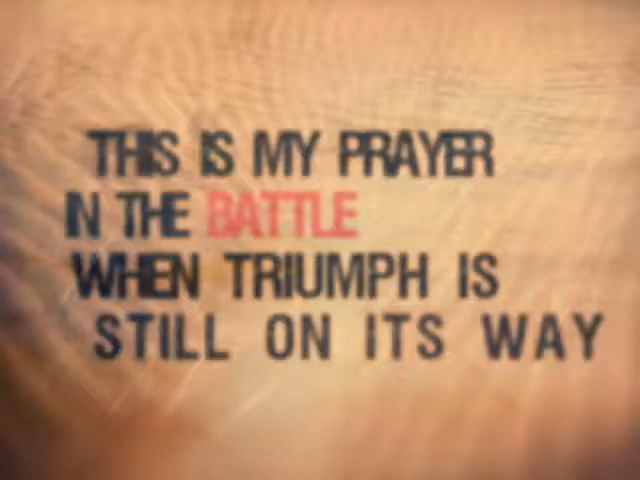 THIS IS MY PRAYER
IN THE BATTLE
WHEN TRIUMPH IS
STILL ON ITS WAY